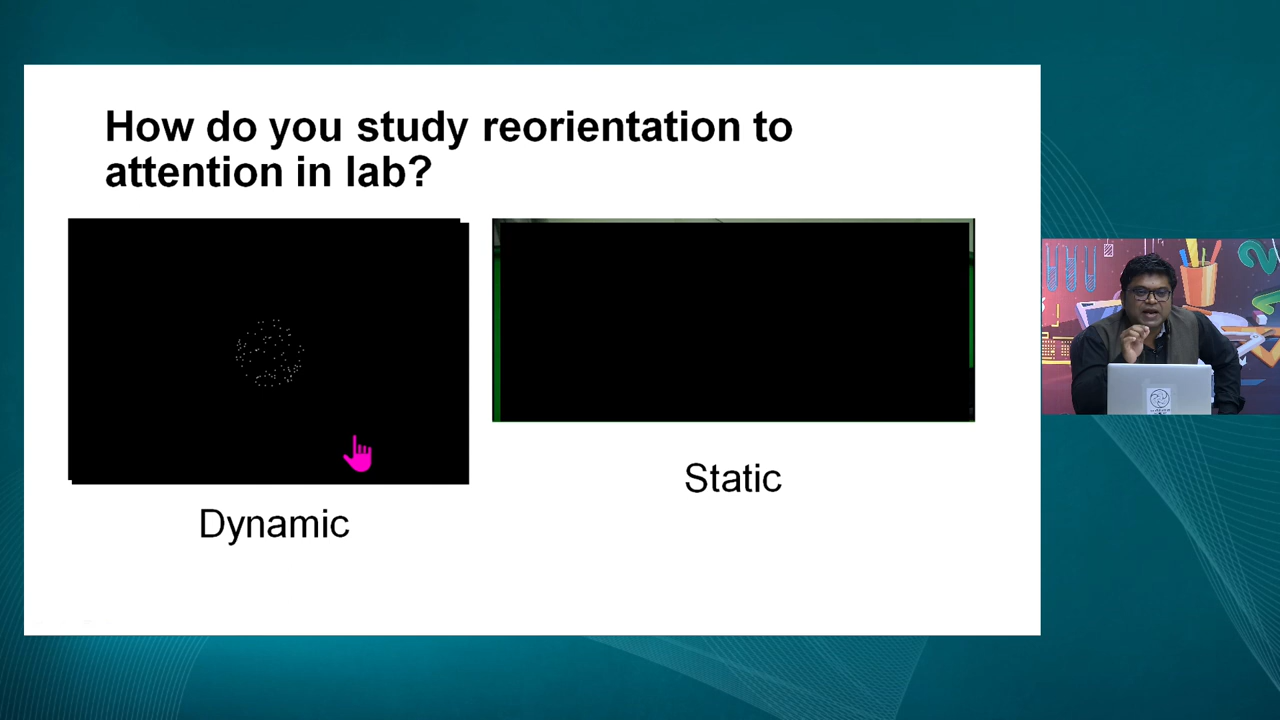 How do you study reorientation to
attention in lab?
Dynamic
Static